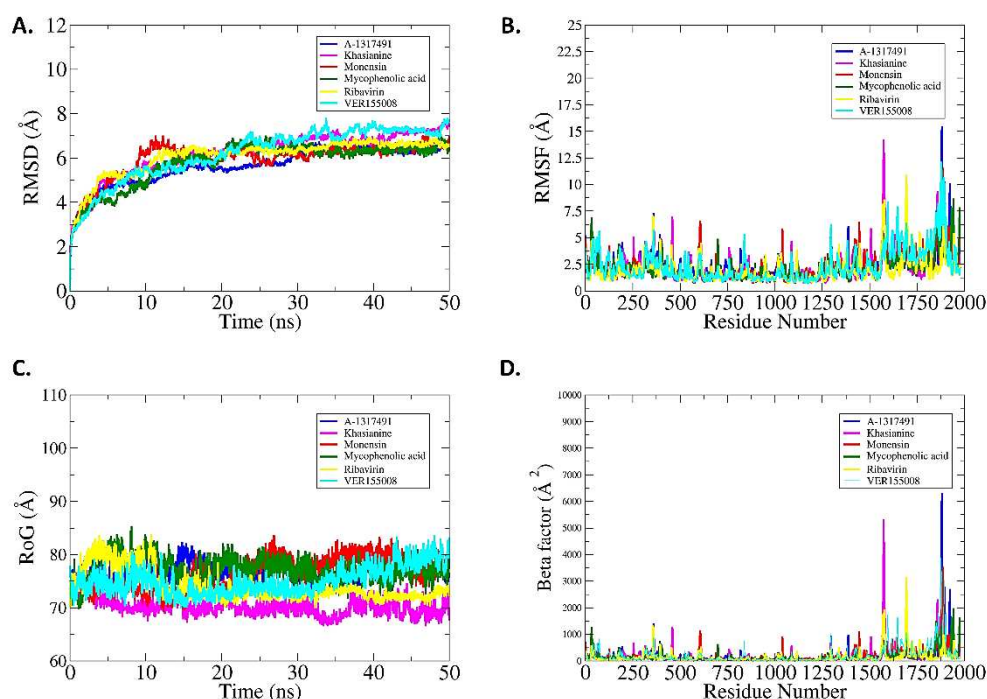 A.
12
10
8
6
4
2
0
RMSD (Å)
0 10 20 30 40 50
Time (ns)
A-1317491
Khasianine
Monensin
Mycophenolic acid
Ribavirin
VER155008
B.
25
22.5
20
17.5
15
12.5
10
7.5
5
2.5
0
RMSF (Å)
0 250 500 750 1000 1250 1500 1750 2000
Residue Number
A-1317491
Khasianine
Monensin
Mycophenolic acid
Ribavirin
VER155008
C.
110
100
90
80
70
60
RoG (Å)
0 10 20 30 40 50
Time (ns)
A-1317491
Khasianine
Monensin
Mycophenolic acid
Ribavirin
VER155008
D.
10000
9000
8000
7000
6000
5000
4000
3000
2000
1000
0
Beta factor (Å²)
0 250 500 750 1000 1250 1500 1750 2000
Residue Number
A-1317491
Khasianine
Monensin
Mycophenolic acid
Ribavirin
VER155008